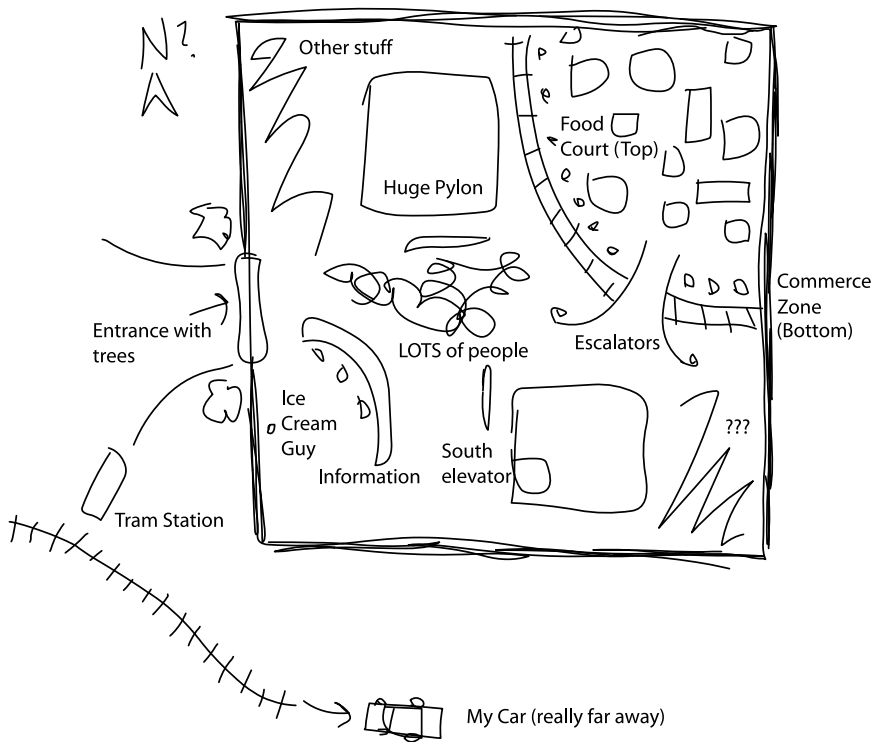 N?
Other stuff
Food
Court (Top)
Huge Pylon
Commerce
Zone
(Bottom)
Entrance with
trees
LOTS of people
Escalators
Ice
Cream
Guy
???
South
elevator
Information
Tram Station
My Car (really far away)